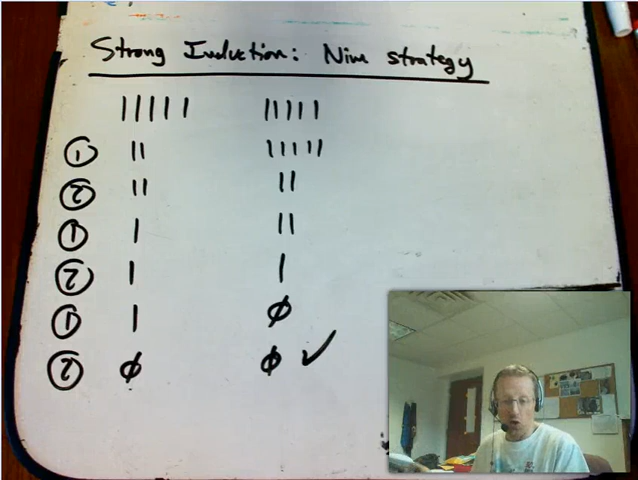 Strong Induction: Nim strategy
||||| |||||
① || |||||
② || ||
① | ||
② | |
① | ϕ
② ϕ ϕ ✓